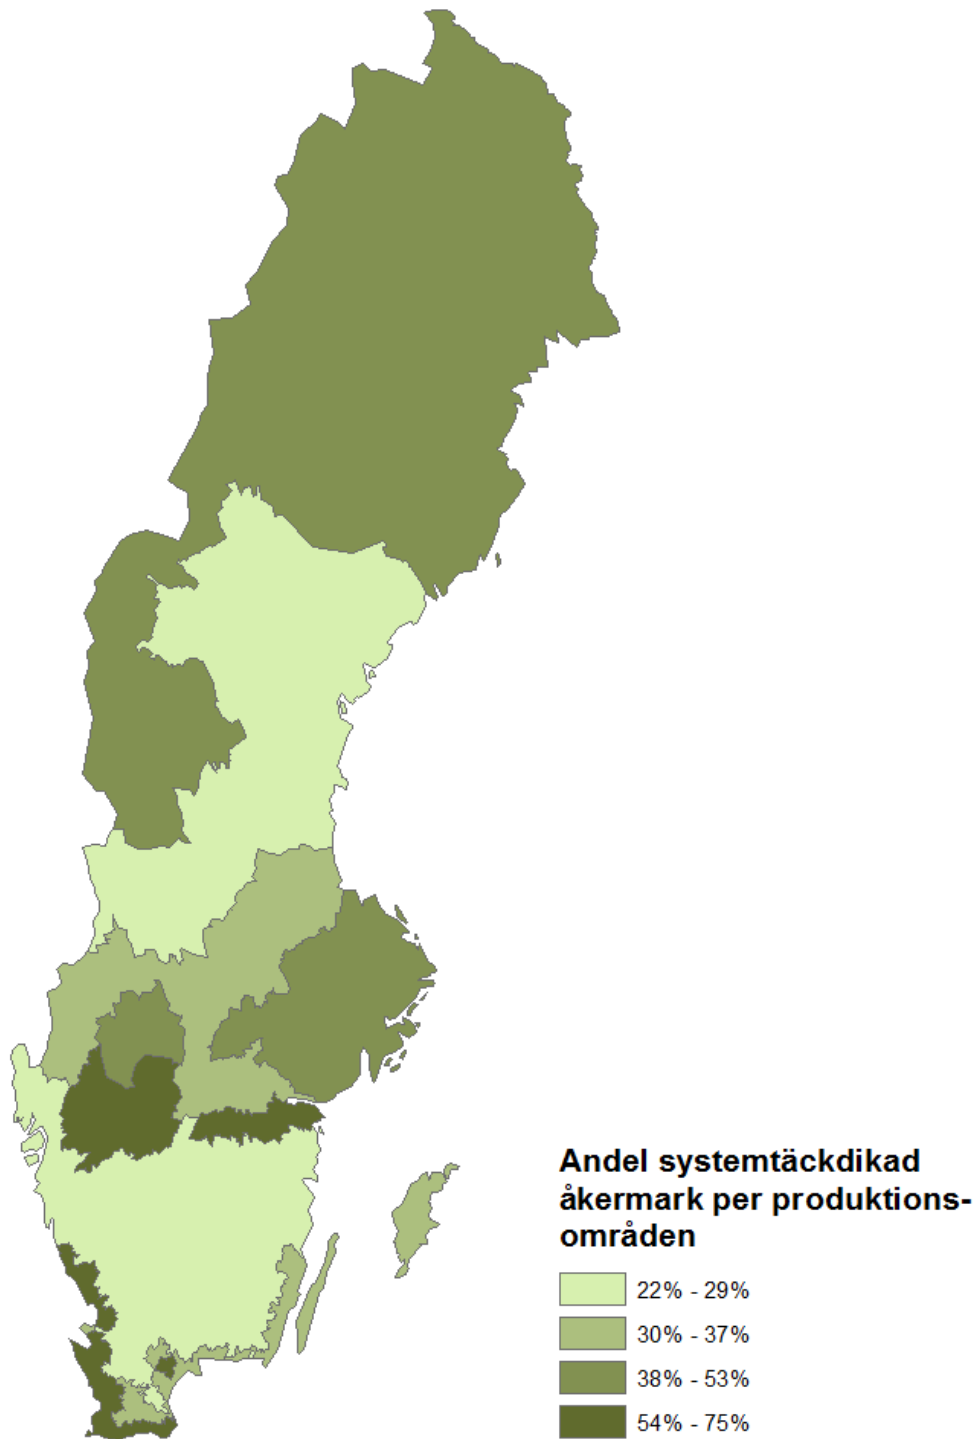 Andel systemtäckdikad
åkermark per produktions-
områden
22% - 29%
30% - 37%
38% - 53%
54% - 75%